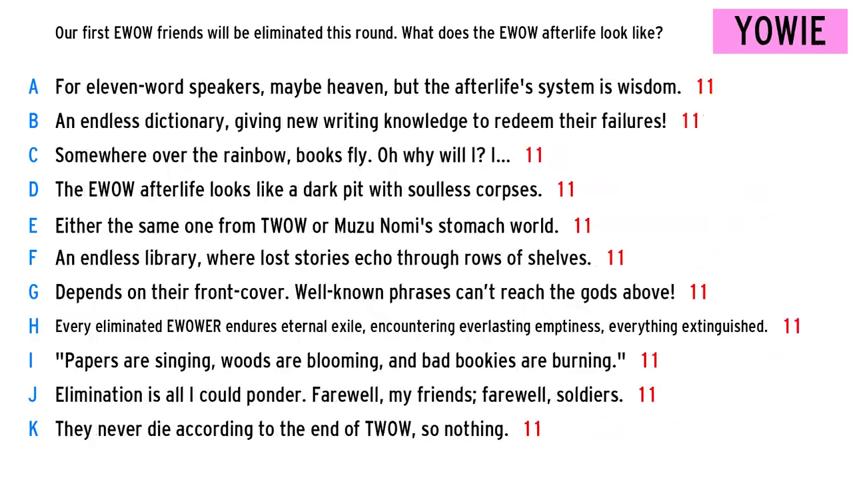 Our first EWOW friends will be eliminated this round. What does the EWOW afterlife look like?
YOWIE
A For eleven-word speakers, maybe heaven, but the afterlife's system is wisdom. 11
B An endless dictionary, giving new writing knowledge to redeem their failures! 11
C Somewhere over the rainbow, books fly. Oh why will I? I... 11
D The EWOW afterlife looks like a dark pit with soulless corpses. 11
E Either the same one from TWOW or Muzu Nomi's stomach world. 11
F An endless library, where lost stories echo through rows of shelves. 11
G Depends on their front-cover. Well-known phrases can't reach the gods above! 11
H Every eliminated EWOWER endures eternal exile, encountering everlasting emptiness, everything extinguished. 11
I "Papers are singing, woods are blooming, and bad bookies are burning." 11
J Elimination is all I could ponder. Farewell, my friends; farewell, soldiers. 11
K They never die according to the end of TWOW, so nothing. 11